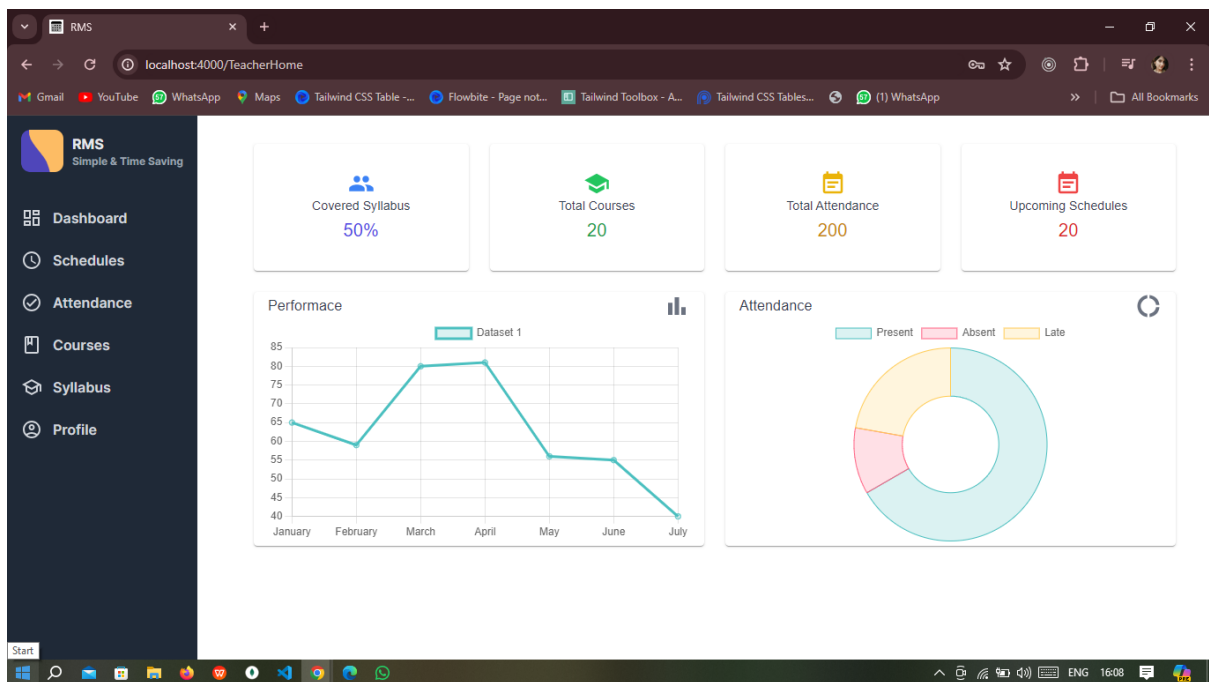 RMS
localhost:4000/TeacherHome
Gmail YouTube WhatsApp Maps Tailwind CSS Table -... Flowbite - Page not... Tailwind Toolbox - A... Tailwind CSS Tables... (1) WhatsApp All Bookmarks
RMS
Simple & Time Saving
Dashboard
Schedules
Attendance
Courses
Syllabus
Profile
Covered Syllabus
50%
Total Courses
20
Total Attendance
200
Upcoming Schedules
20
Performace
Dataset 1
85
80
75
70
65
60
55
50
45
40
January February March April May June July
Attendance
Present Absent Late
Start
ENG 16:08
PRE